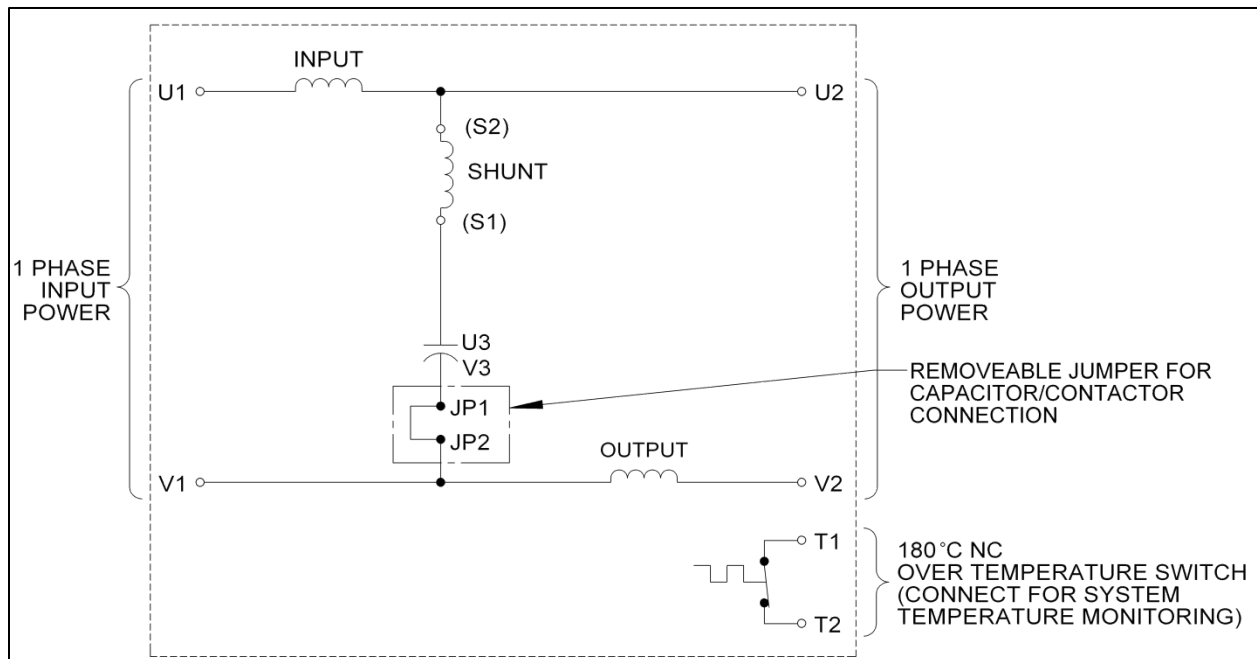 INPUT
U1
U2
(S2)
SHUNT
(S1)
1 PHASE
INPUT
POWER
1 PHASE
OUTPUT
POWER
U3
V3
REMOVEABLE JUMPER FOR
CAPACITOR/CONTACTOR
CONNECTION
JP1
JP2
OUTPUT
V1
V2
T1
180°C NC
OVER TEMPERATURE SWITCH
(CONNECT FOR SYSTEM
TEMPERATURE MONITORING)
T2